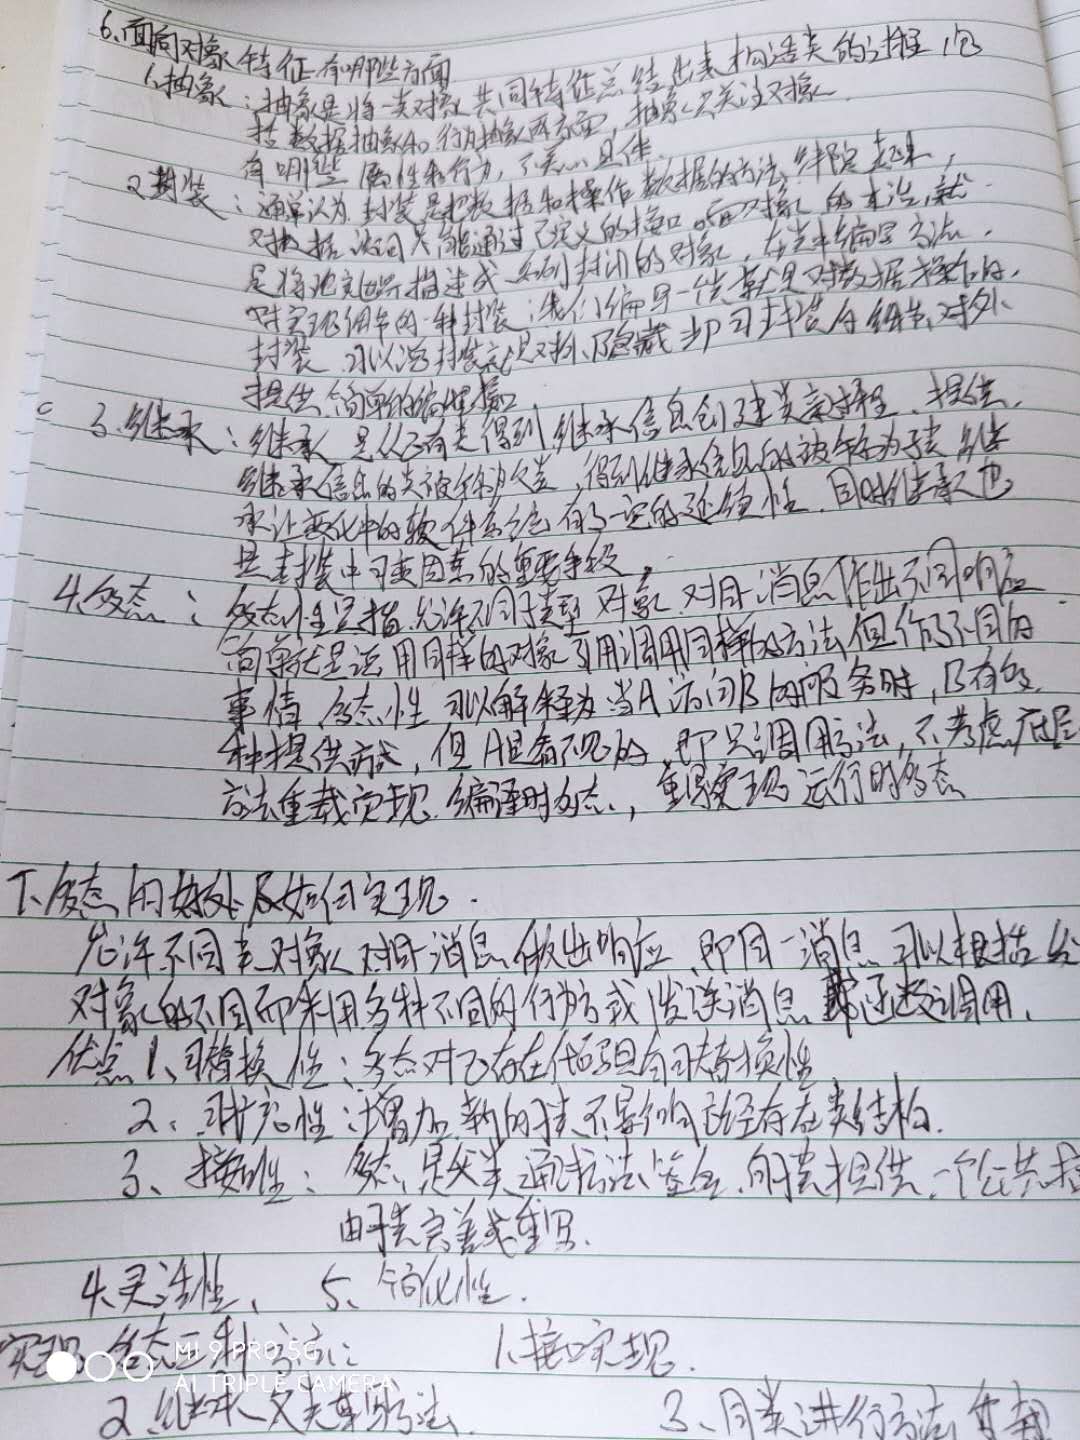 6、面向对象特征有哪些方面
1、抽象：抽象是将一类对象共同特征总结出来构造类的过程，包
括数据抽象和行为抽象两方面，抽象只关注对象
有哪些属性和行为，不关心具体
2、封装：通常认为封装是把数据和操作数据的方法绑定起来，
对数据访问只能通过已定义的接口。面向对象的本治，就
是将现实世界描述成一系列封闭的对象，在类中编写方法.
对实现细节的一种封装；我们编写一个类就是对数据操作的.
封装 可以说封装就是对外隐藏 即可封装 细节、对外
提供简单的编程接口.
3、继承：继承是从已有类得到继承信息创建类新过程、提供.
继承信息的类被称为父类，得到继承信息的被称为子类 继
承让变化中的软件系统有了一定的延续性，同时继承也
是封装中可变因素的重要手段，
4、多态：多态性是指允许不同类型对象对同消息作出不同响应
简单就是说用同样的对象引用调用同样的方法但作了不同的
事情 多态性可以解释为当A访问B的服务时，B有多
种提供方式，但A是看不见的，即只调用方法，不考虑底层
方法重载实现编译时多态，重写实现运行时多态
7、多态的好处及如何实现.
允许不同类对象对同消息做出响应，即同一消息可以根据发
对象的不同而采用多种不同的行为方或 发送消息 函数调用.
优点1、可替换性：多态对已存在代码具有可替换性
2、可扩充性：增加新的子类不影响已经存在类结构.
3、接口性：多态是父类通过方法签名，向子类提供一个公共接
由子类完善或重写.
4、灵活性、 5、简化性.
实现多态三种方式： 1、接口实现.
MI 9 PRO 5G
AI TRIPLE CAMERA
2、继承父类重写方法 3、同类进行方法重载